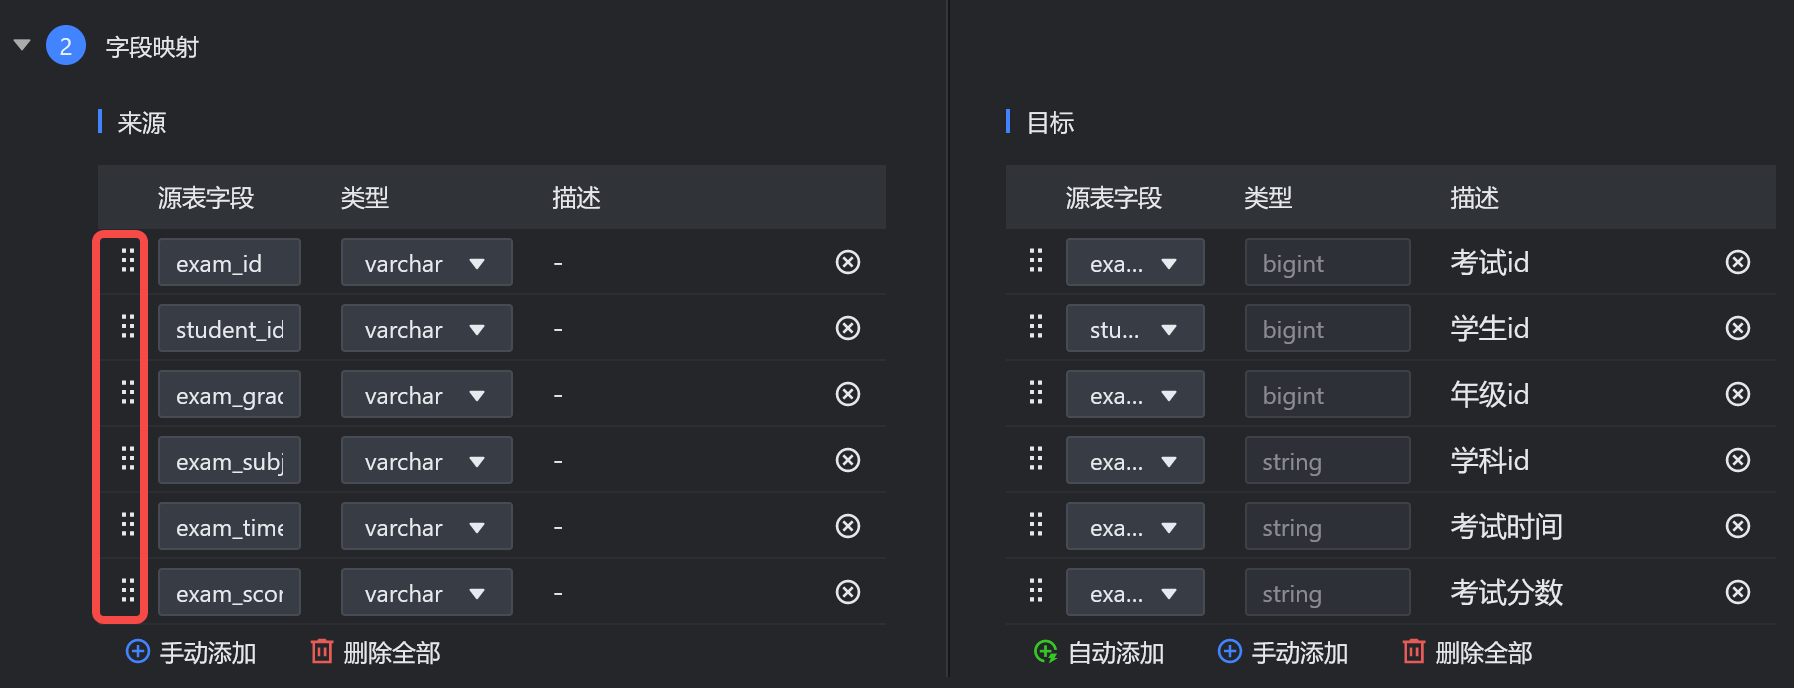 2 字段映射
来源
源表字段 类型 描述
exam_id varchar -
student_id varchar -
exam_grad varchar -
exam_subj varchar -
exam_time varchar -
exam_scor varchar -
手动添加 删除全部
目标
源表字段 类型 描述
exa... bigint 考试id
stu... bigint 学生id
exa... bigint 年级id
exa... string 学科id
exa... string 考试时间
exa... string 考试分数
自动添加 手动添加 删除全部